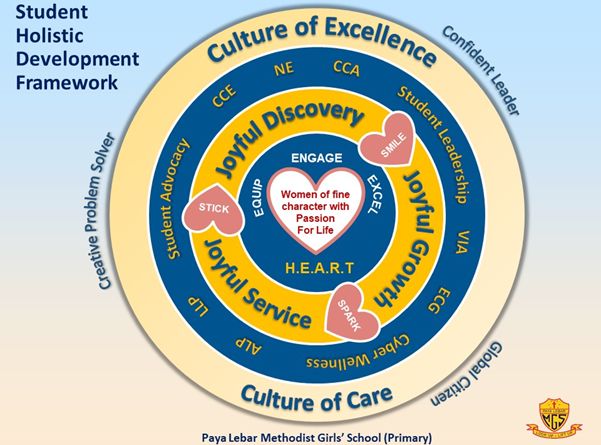 Student
Holistic
Development
Framework
Culture of Excellence
Confident Leader
Creative Problem Solver
Global Citizen
CCE
NE
CCA
Student Leadership
VIA
ECG
Cyber Wellness
ALP
LLP
Student Advocacy
Joyful Discovery
SMILE
Joyful Growth
SPARK
Joyful Service
STICK
EQUIP
ENGAGE
EXCEL
Women of fine
character with
Passion
For Life
H.E.A.R.T
Culture of Care
PAYA LEBAR
MGS
Paya Lebar Methodist Girls' School (Primary)